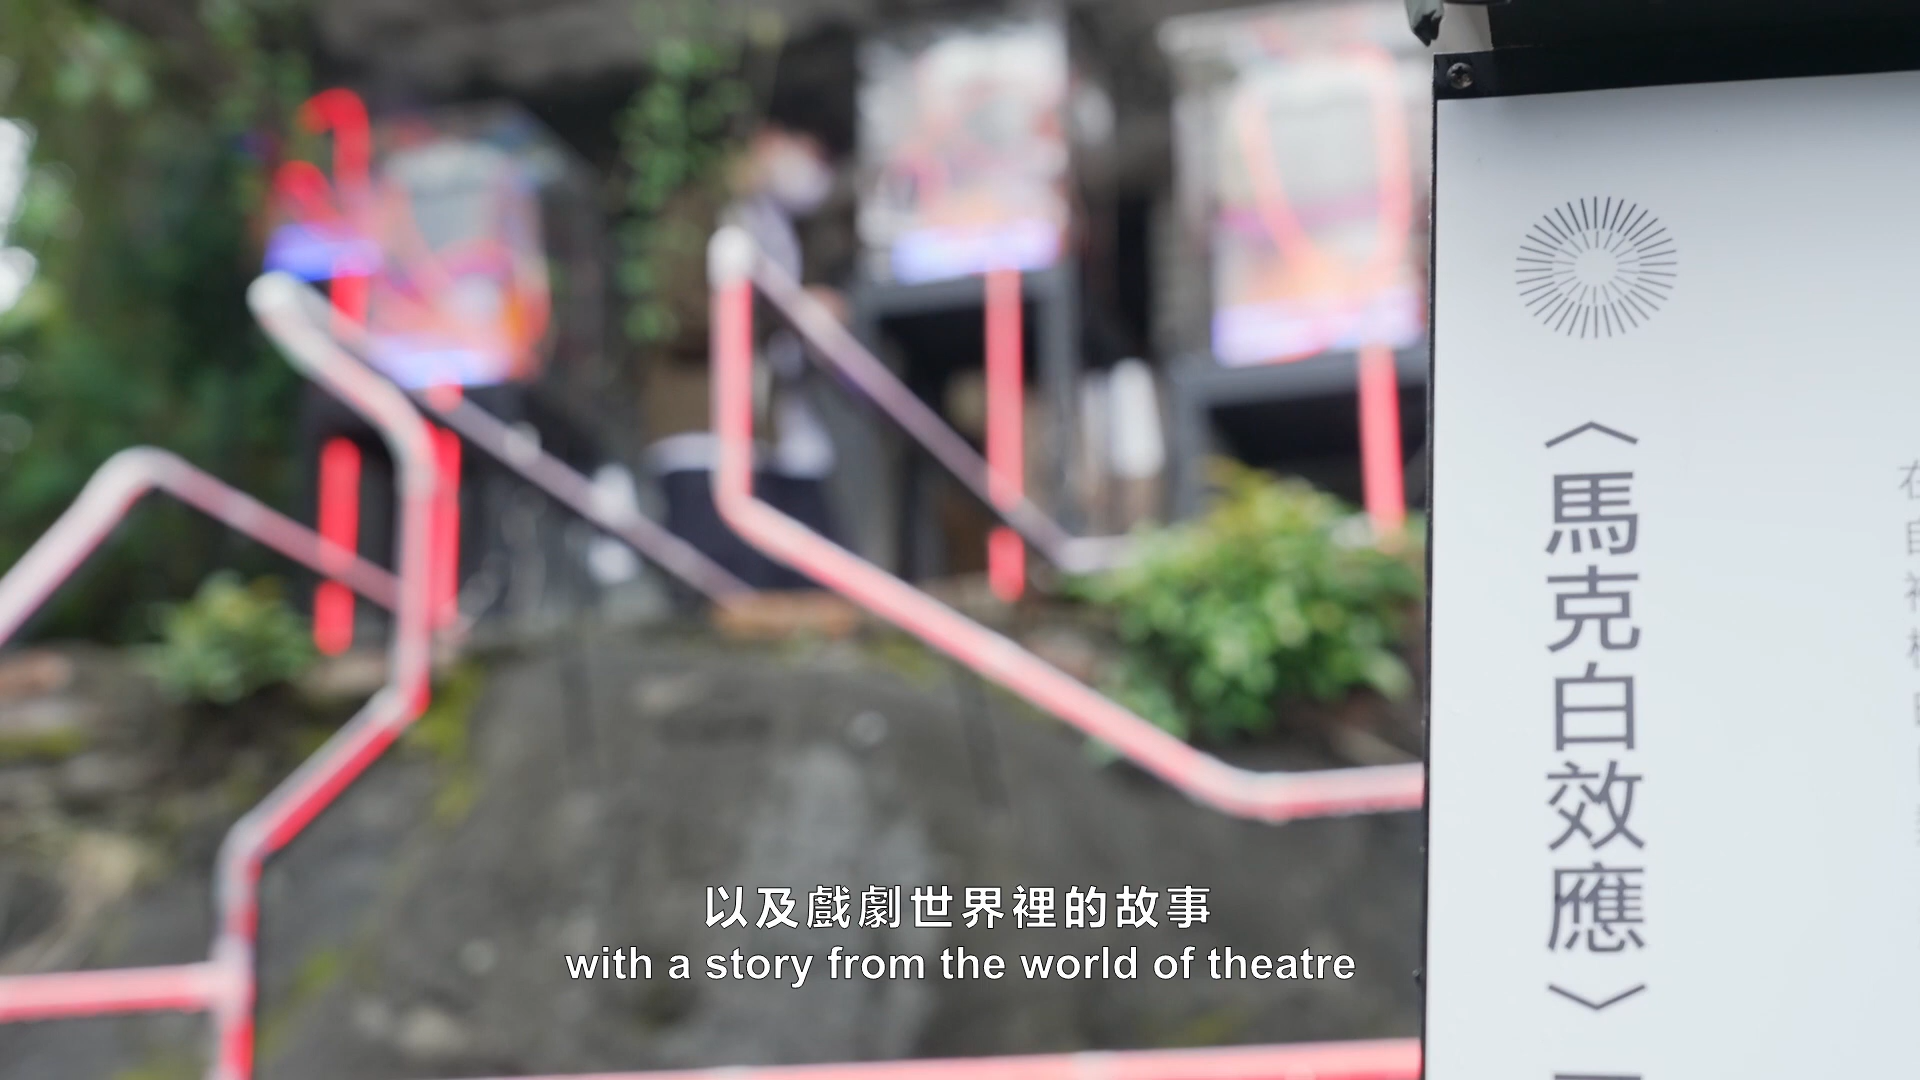 〈馬克白效應〉
以及戲劇世界裡的故事
with a story from the world of theatre